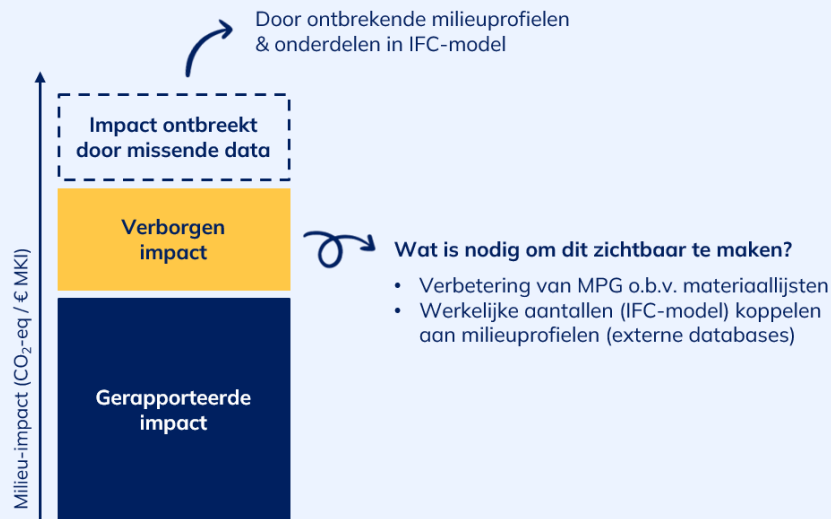 Door ontbrekende milieuprofielen
& onderdelen in IFC-model
Impact ontbreekt
door missende data
Verborgen
impact
Wat is nodig om dit zichtbaar te maken?
• Verbetering van MPG o.b.v. materiaallijsten
• Werkelijke aantallen (IFC-model) koppelen
aan milieuprofielen (externe databases)
Gerapporteerde
impact
Milieu-impact (CO₂-eq / € MKI)